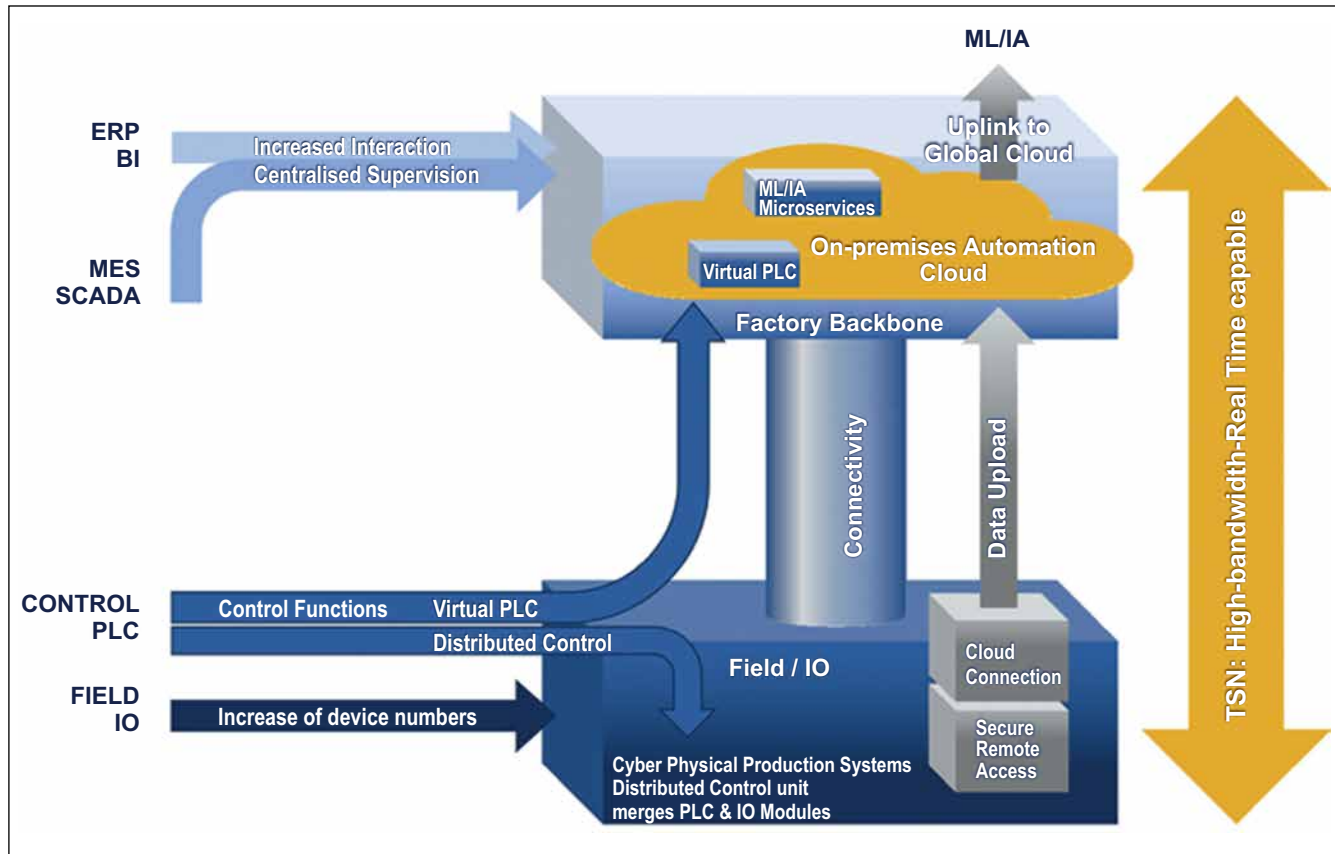 ML/IA
ERP
BI
Increased Interaction
Centralised Supervision
Uplink to
Global Cloud
ML/IA
Microservices
MES
SCADA
On-premises Automation
Cloud
Virtual PLC
Factory Backbone
Connectivity
Data Upload
TSN: High-bandwidth-Real Time capable
CONTROL
PLC
Control Functions
Virtual PLC
Distributed Control
FIELD
IO
Increase of device numbers
Field / IO
Cloud
Connection
Secure
Remote
Access
Cyber Physical Production Systems
Distributed Control unit
merges PLC & IO Modules